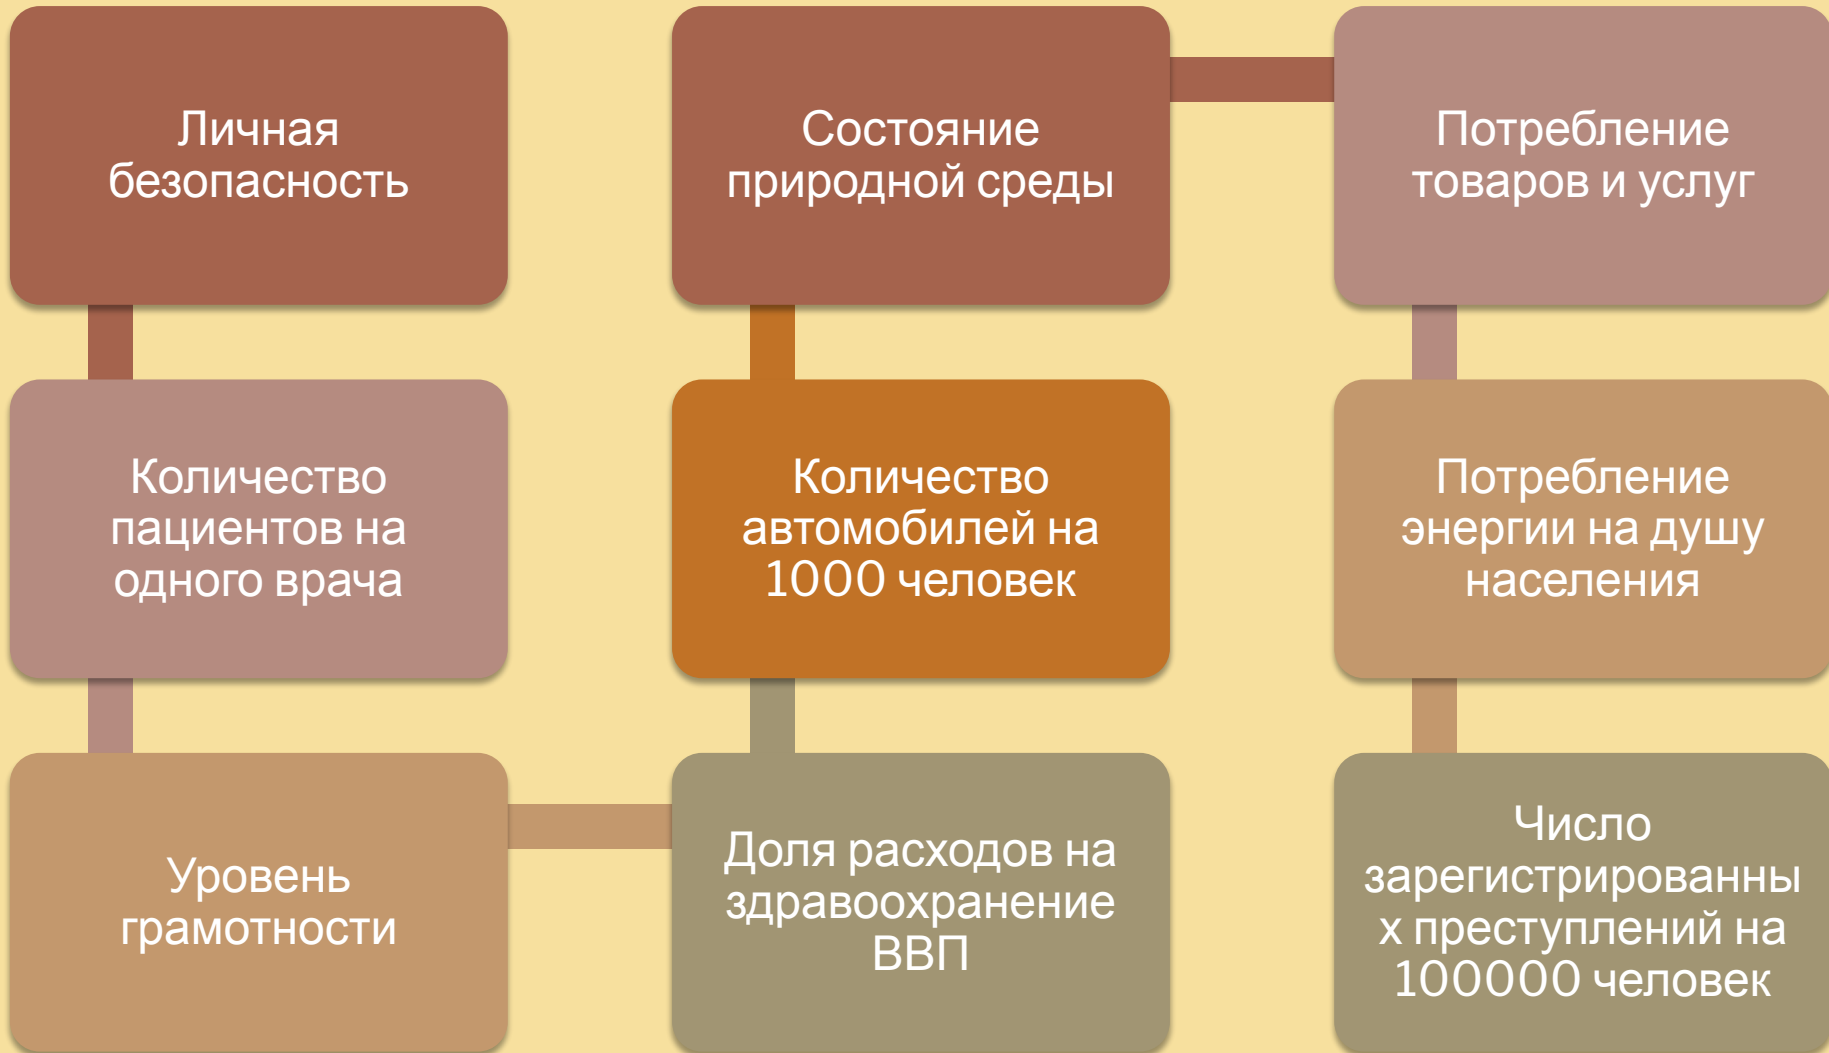 Личная
безопасность
Количество
пациентов на
одного врача
Уровень
грамотности
Доля расходов на
здравоохранение
ВВП
Количество
автомобилей на
1000 человек
Состояние
природной среды
Потребление
товаров и услуг
Потребление
энергии на душу
населения
Число
зарегистрированны
х преступлений на
100000 человек